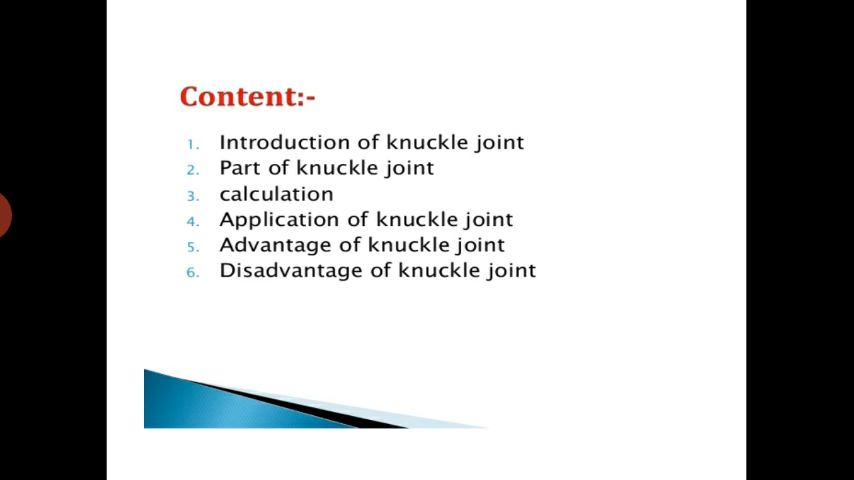 Content:-
1. Introduction of knuckle joint
2. Part of knuckle joint
3. calculation
4. Application of knuckle joint
5. Advantage of knuckle joint
6. Disadvantage of knuckle joint